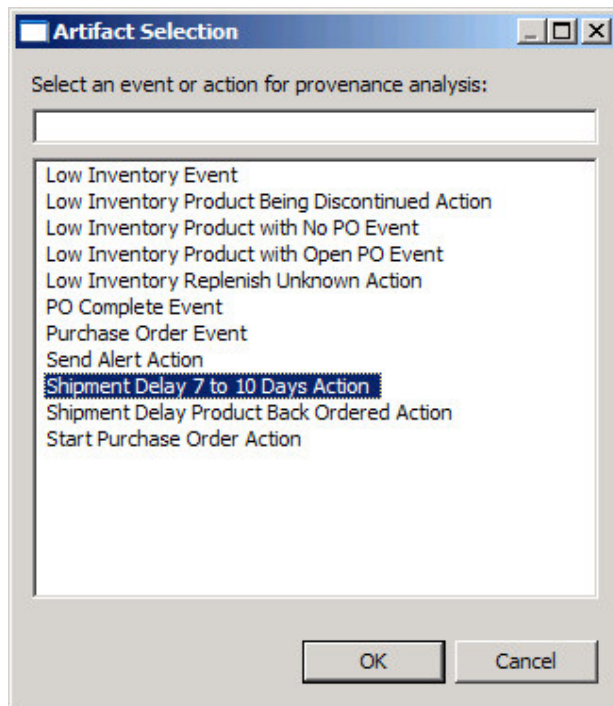 Artifact Selection
Select an event or action for provenance analysis:
Low Inventory Event
Low Inventory Product Being Discontinued Action
Low Inventory Product with No PO Event
Low Inventory Product with Open PO Event
Low Inventory Replenish Unknown Action
PO Complete Event
Purchase Order Event
Send Alert Action
Shipment Delay 7 to 10 Days Action
Shipment Delay Product Back Ordered Action
Start Purchase Order Action
OK Cancel